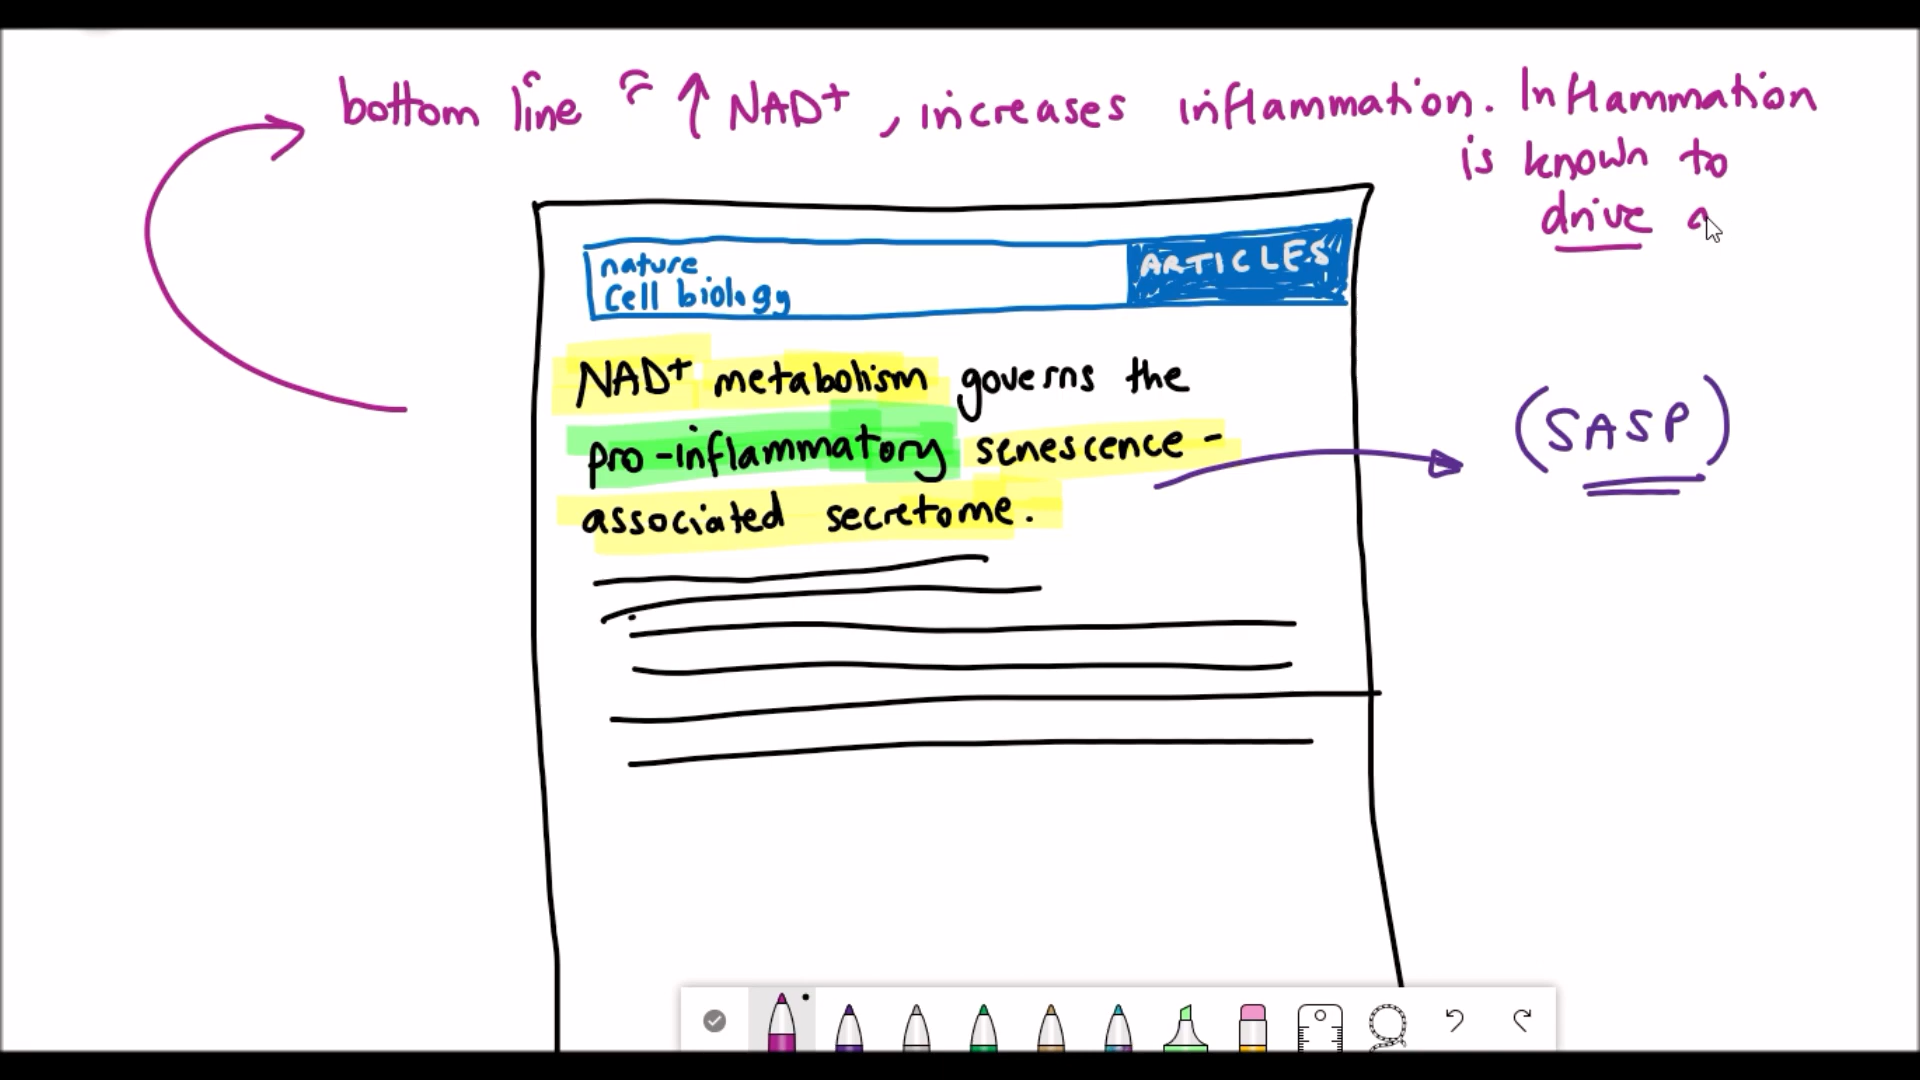 bottom line : ↑ NAD+, increases inflammation. Inflammation
is known to
drive a
nature
cell biology
ARTICLES
NAD+ metabolism governs the
pro-inflammatory senescence-
associated secretome.
(SASP)